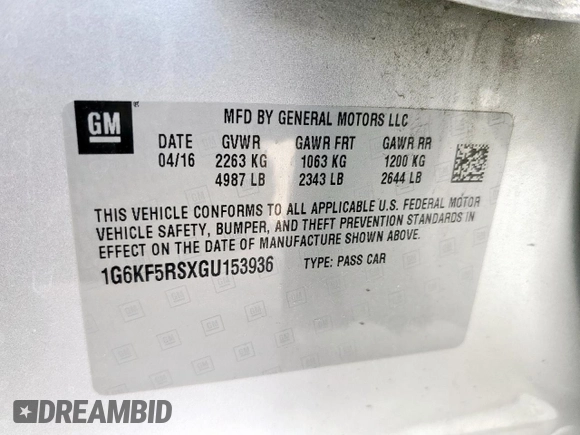 GM
MFD BY GENERAL MOTORS LLC
DATE GVWR GAWR FRT GAWR RR
04/16 2263 KG 1063 KG 1200 KG
4987 LB 2343 LB 2644 LB
THIS VEHICLE CONFORMS TO ALL APPLICABLE U.S. FEDERAL MOTOR
VEHICLE SAFETY, BUMPER, AND THEFT PREVENTION STANDARDS IN
EFFECT ON THE DATE OF MANUFACTURE SHOWN ABOVE.
1G6KF5RSXGU153936 TYPE: PASS CAR
DREAMBID